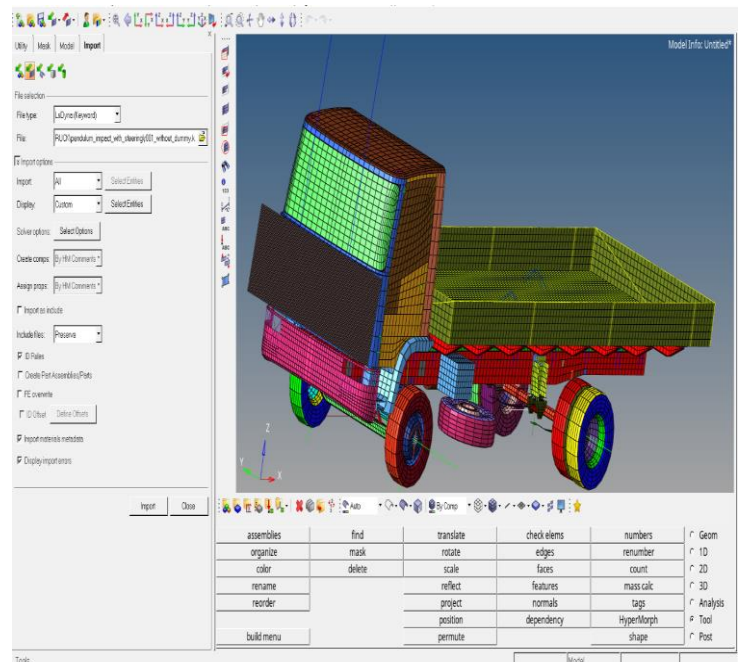 Model Info: Untitled*
Utility Mask Model Import
File selection
File type: LsDyna (Keyword)
File: RUOI\pendulum_impect_with_steeringlc001_without_dummy.k
Import options
Import: All Select Entities
Display: Custom Select Entities
Solver options: Select Options
Create comps: By HM Comments
Assign props: By HM Comments
Import as include
Include files: Preserve
ID Rules
Create Part Assemblies/Parts
FE overwrite
ID Offset Define Offsets
Import materials metadata
Display import errors
Import Close
Z
Y X
Auto By Comp
assemblies find translate check elems numbers Geom
organize mask rotate edges renumber 1D
color delete scale faces count 2D
rename reflect features mass calc 3D
reorder project normals tags Analysis
position dependency HyperMorph Tool
build menu permute shape Post
Tools Model